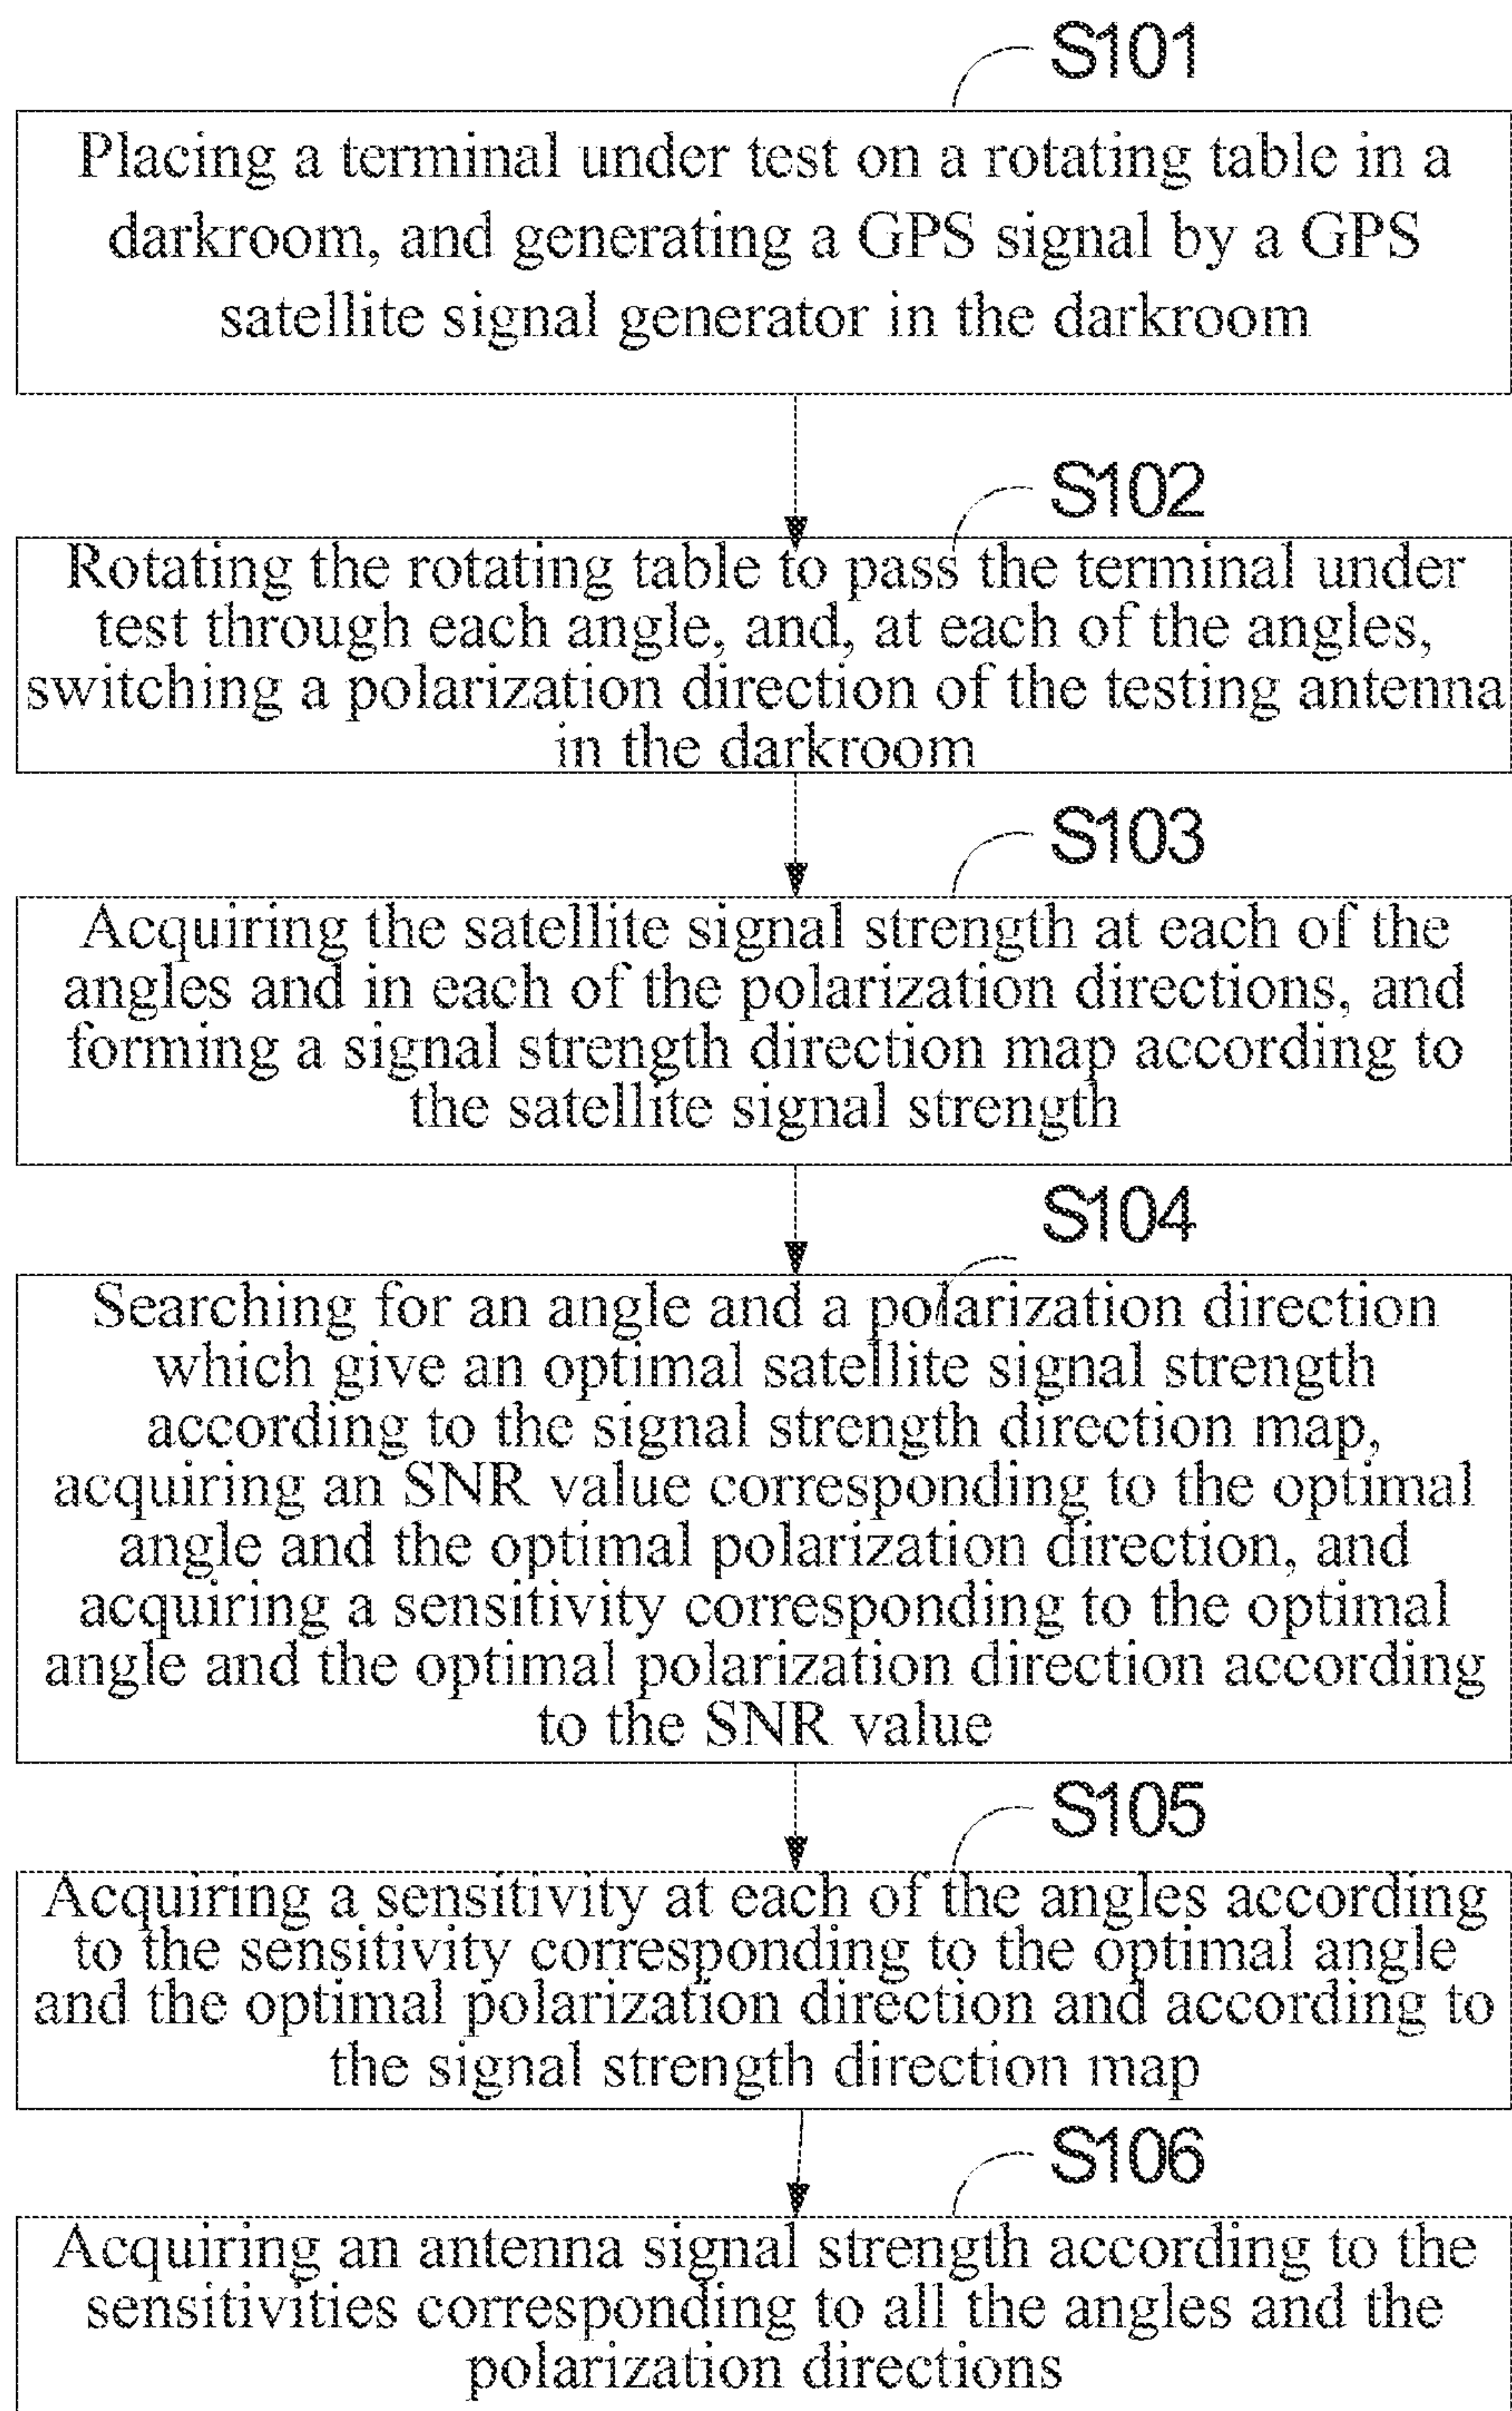 S101
Placing a terminal under test on a rotating table in a
darkroom, and generating a GPS signal by a GPS
satellite signal generator in the darkroom
S102
Rotating the rotating table to pass the terminal under
test through each angle, and, at each of the angles,
switching a polarization direction of the testing antenna
in the darkroom
S103
Acquiring the satellite signal strength at each of the
angles and in each of the polarization directions, and
forming a signal strength direction map according to
the satellite signal strength
S104
Searching for an angle and a polarization direction
which give an optimal satellite signal strength
according to the signal strength direction map,
acquiring an SNR value corresponding to the optimal
angle and the optimal polarization direction, and
acquiring a sensitivity corresponding to the optimal
angle and the optimal polarization direction according
to the SNR value
S105
Acquiring a sensitivity at each of the angles according
to the sensitivity corresponding to the optimal angle
and the optimal polarization direction and according to
the signal strength direction map
S106
Acquiring an antenna signal strength according to the
sensitivities corresponding to all the angles and the
polarization directions